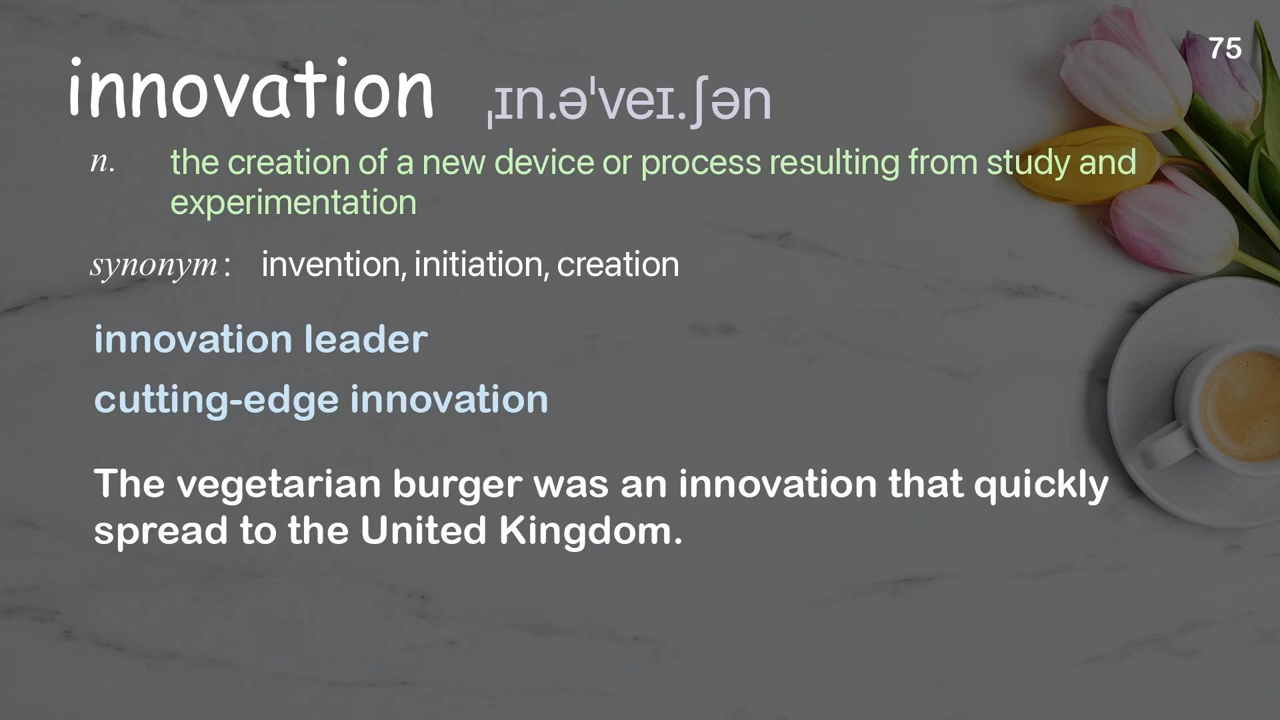 75
innovation ˌɪn.əˈveɪ.ʃən
n. the creation of a new device or process resulting from study and
experimentation
synonym : invention, initiation, creation
innovation leader
cutting-edge innovation
The vegetarian burger was an innovation that quickly
spread to the United Kingdom.